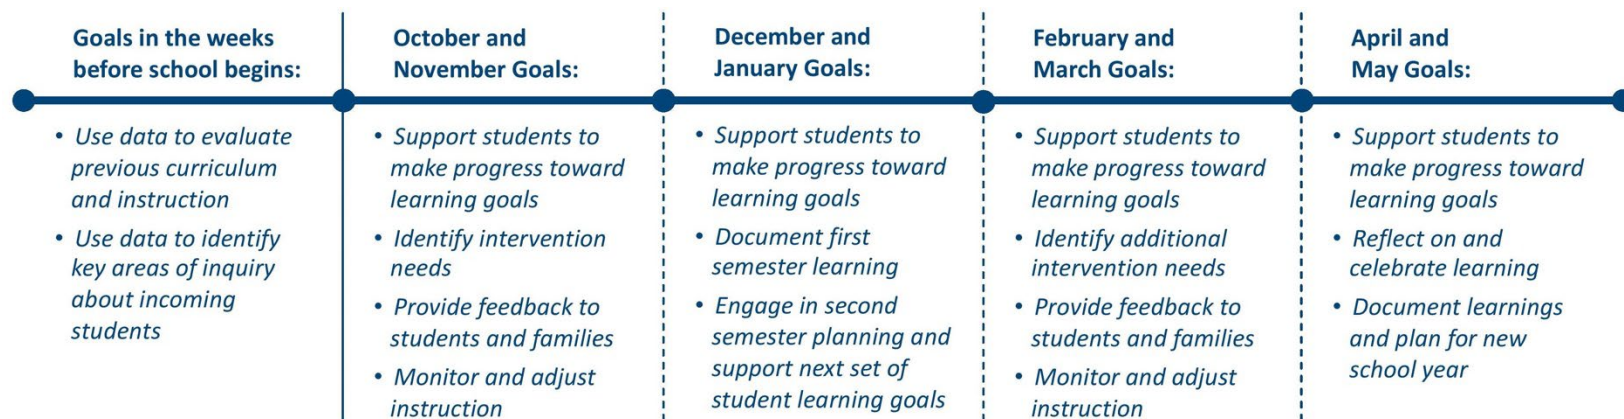 Goals in the weeks
before school begins:
• Use data to evaluate
previous curriculum
and instruction
• Use data to identify
key areas of inquiry
about incoming
students
October and
November Goals:
• Support students to
make progress toward
learning goals
• Identify intervention
needs
• Provide feedback to
students and families
• Monitor and adjust
instruction
December and
January Goals:
• Support students to
make progress toward
learning goals
• Document first
semester learning
• Engage in second
semester planning and
support next set of
student learning goals
February and
March Goals:
• Support students to
make progress toward
learning goals
• Identify additional
intervention needs
• Provide feedback to
students and families
• Monitor and adjust
instruction
April and
May Goals:
• Support students to
make progress toward
learning goals
• Reflect on and
celebrate learning
• Document learnings
and plan for new
school year